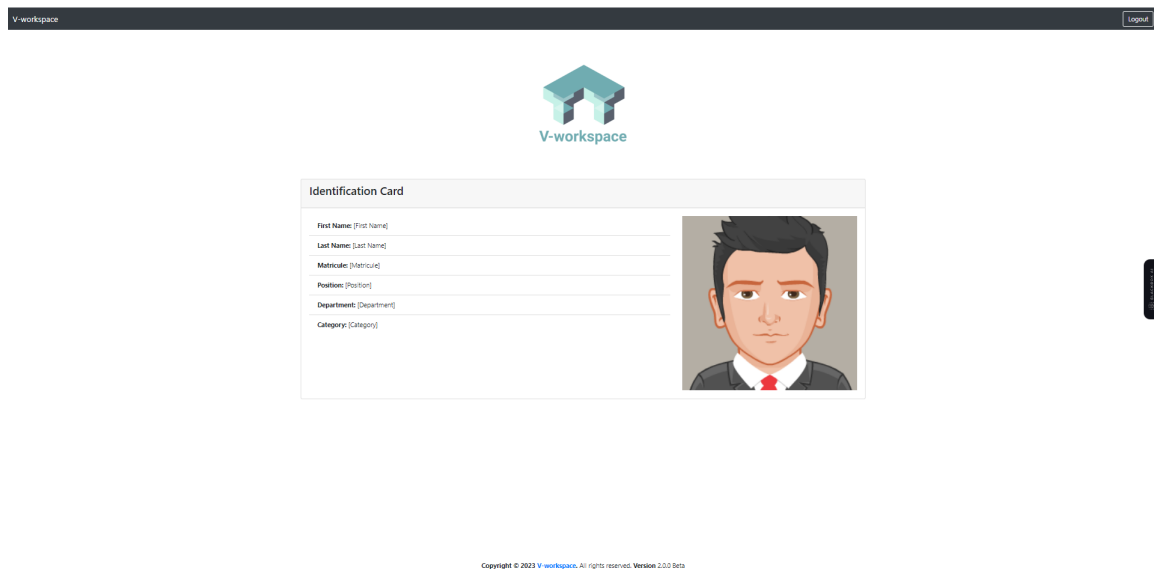 V-workspace
Logout
V-workspace
Identification Card
First Name: [First Name]
Last Name: [Last Name]
Matricule: [Matricule]
Position: [Position]
Department: [Department]
Category: [Category]
Copyright © 2023 V-workspace. All rights reserved. Version 2.0.0 Beta